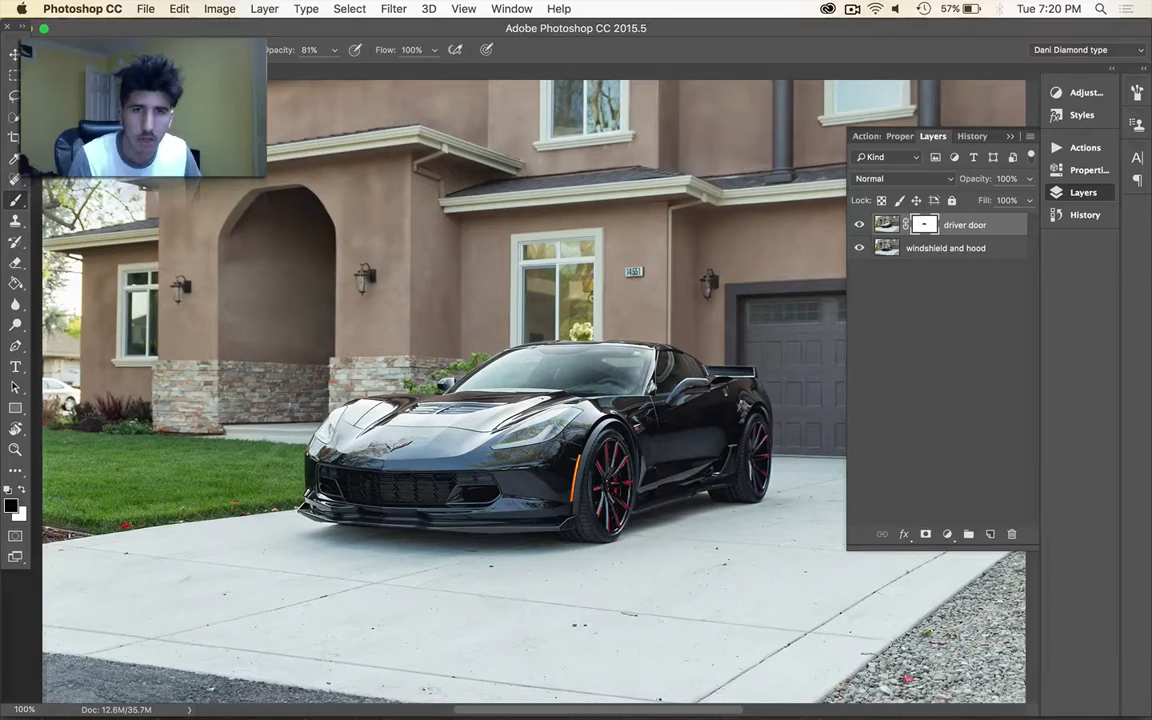 Photoshop CC File Edit Image Layer Type Select Filter 3D View Window Help 57% Tue 7:20 PM
Adobe Photoshop CC 2015.5
Opacity: 81% Flow: 100% Dani Diamond type
Action: Proper Layers History
Kind
Normal Opacity: 100%
Lock: Fill: 100%
driver door
windshield and hood
Adjust...
Styles
Actions
Properti...
Layers
History
14551
100% Doc: 12.6M/35.7M